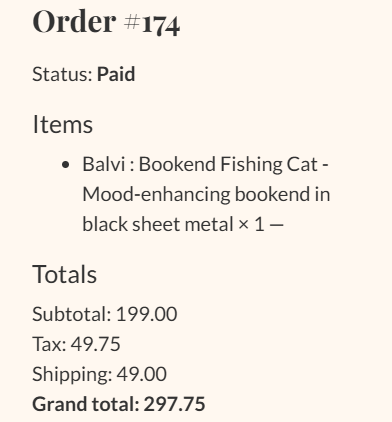 Order #174
Status: Paid
Items
• Balvi : Bookend Fishing Cat -
Mood-enhancing bookend in
black sheet metal × 1 —
Totals
Subtotal: 199.00
Tax: 49.75
Shipping: 49.00
Grand total: 297.75